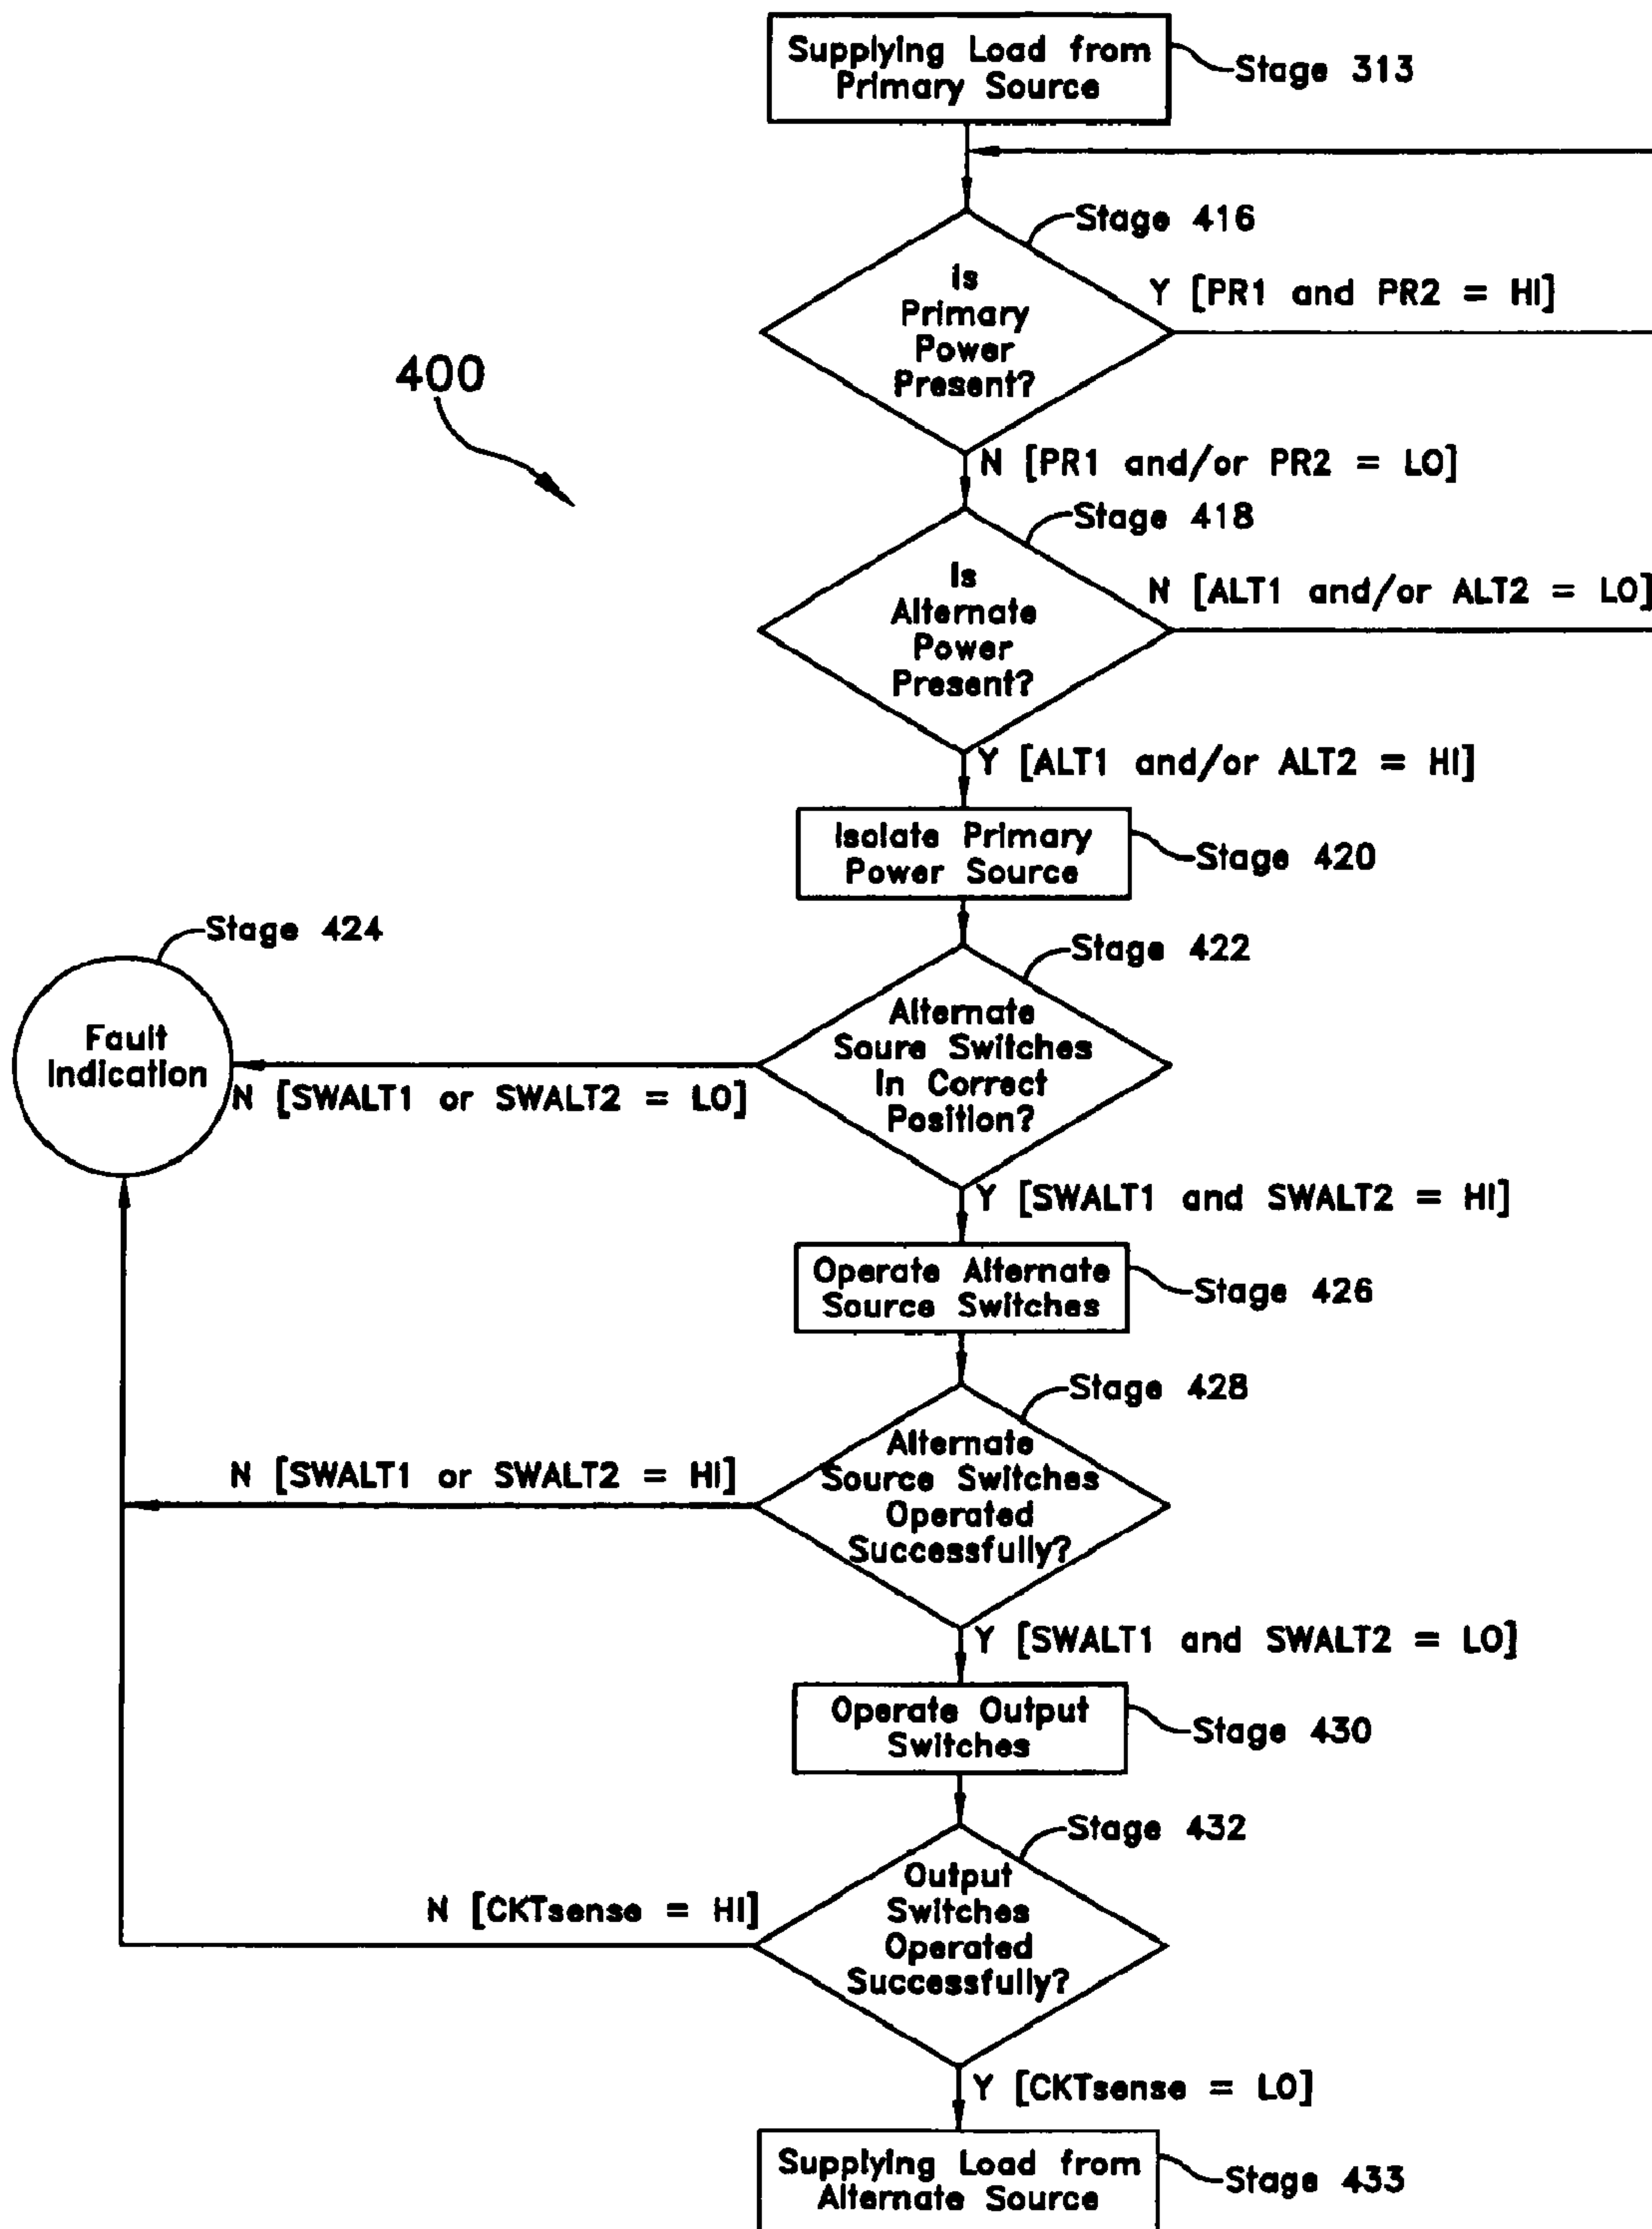 Supplying Load from
Primary Source
Stage 313
Stage 416
Is
Primary
Power
Present?
Y [PR1 and PR2 = HI]
400
N [PR1 and/or PR2 = LO]
Stage 418
Is
Alternate
Power
Present?
N [ALT1 and/or ALT2 = LO]
Y [ALT1 and/or ALT2 = HI]
Isolate Primary
Power Source
Stage 420
Stage 424
Fault
Indication
Stage 422
Alternate
Soure Switches
In Correct
Position?
N [SWALT1 or SWALT2 = LO]
Y [SWALT1 and SWALT2 = HI]
Operate Alternate
Source Switches
Stage 426
Stage 428
Alternate
Source Switches
Operated
Successfully?
N [SWALT1 or SWALT2 = HI]
Y [SWALT1 and SWALT2 = LO]
Operate Output
Switches
Stage 430
Stage 432
Output
Switches
Operated
Successfully?
N [CKTsense = HI]
Y [CKTsense = LO]
Supplying Load from
Alternate Source
Stage 433